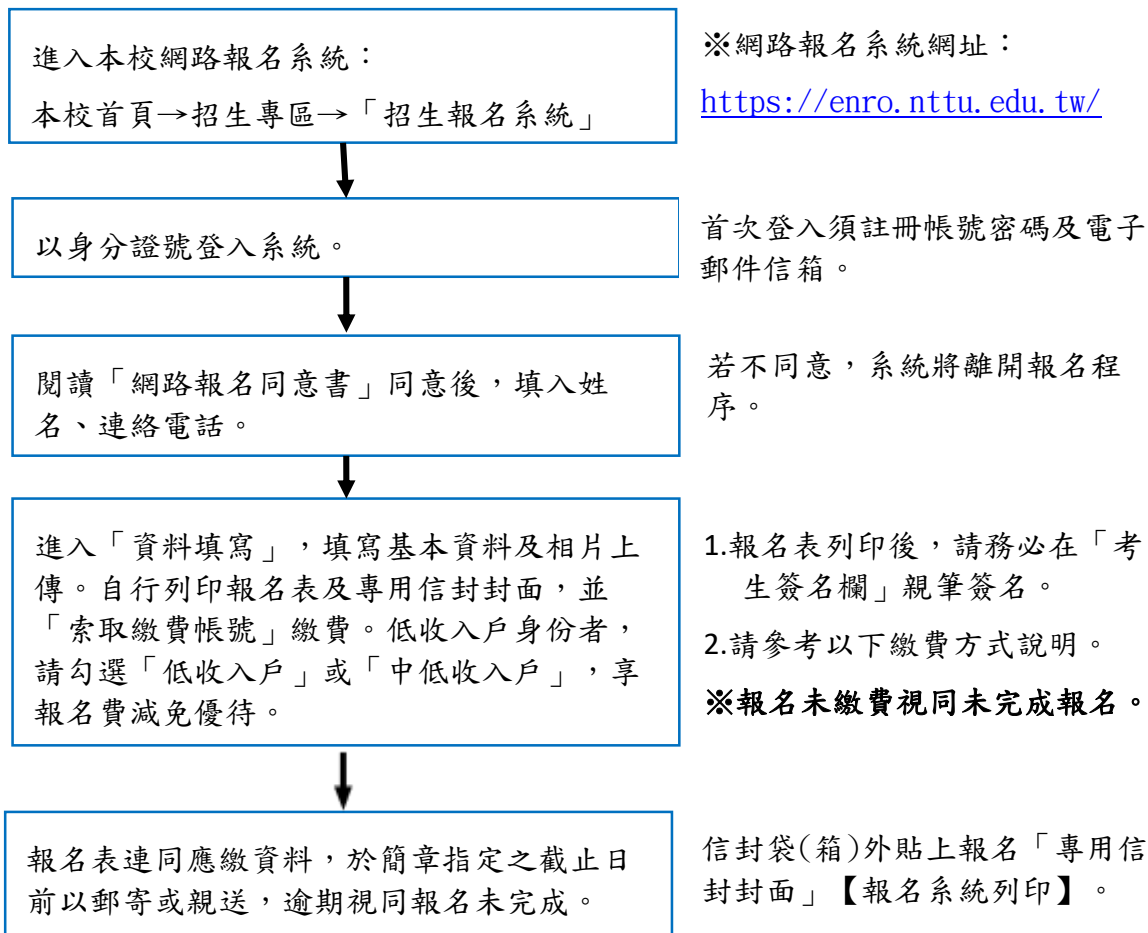 進入本校網路報名系統：
本校首頁→招生專區→「招生報名系統」
※網路報名系統網址：
https://enro.nttu.edu.tw/
以身分證號登入系統。
首次登入須註冊帳號密碼及電子
郵件信箱。
閱讀「網路報名同意書」同意後，填入姓
名、連絡電話。
若不同意，系統將離開報名程
序。
進入「資料填寫」，填寫基本資料及相片上
傳。自行列印報名表及專用信封封面，並
「索取繳費帳號」繳費。低收入戶身份者，
請勾選「低收入戶」或「中低收入戶」，享
報名費減免優待。
1.報名表列印後，請務必在「考
生簽名欄」親筆簽名。
2.請參考以下繳費方式說明。
※報名未繳費視同未完成報名。
報名表連同應繳資料，於簡章指定之截止日
前以郵寄或親送，逾期視同報名未完成。
信封袋(箱)外貼上報名「專用信
封封面」【報名系統列印】。